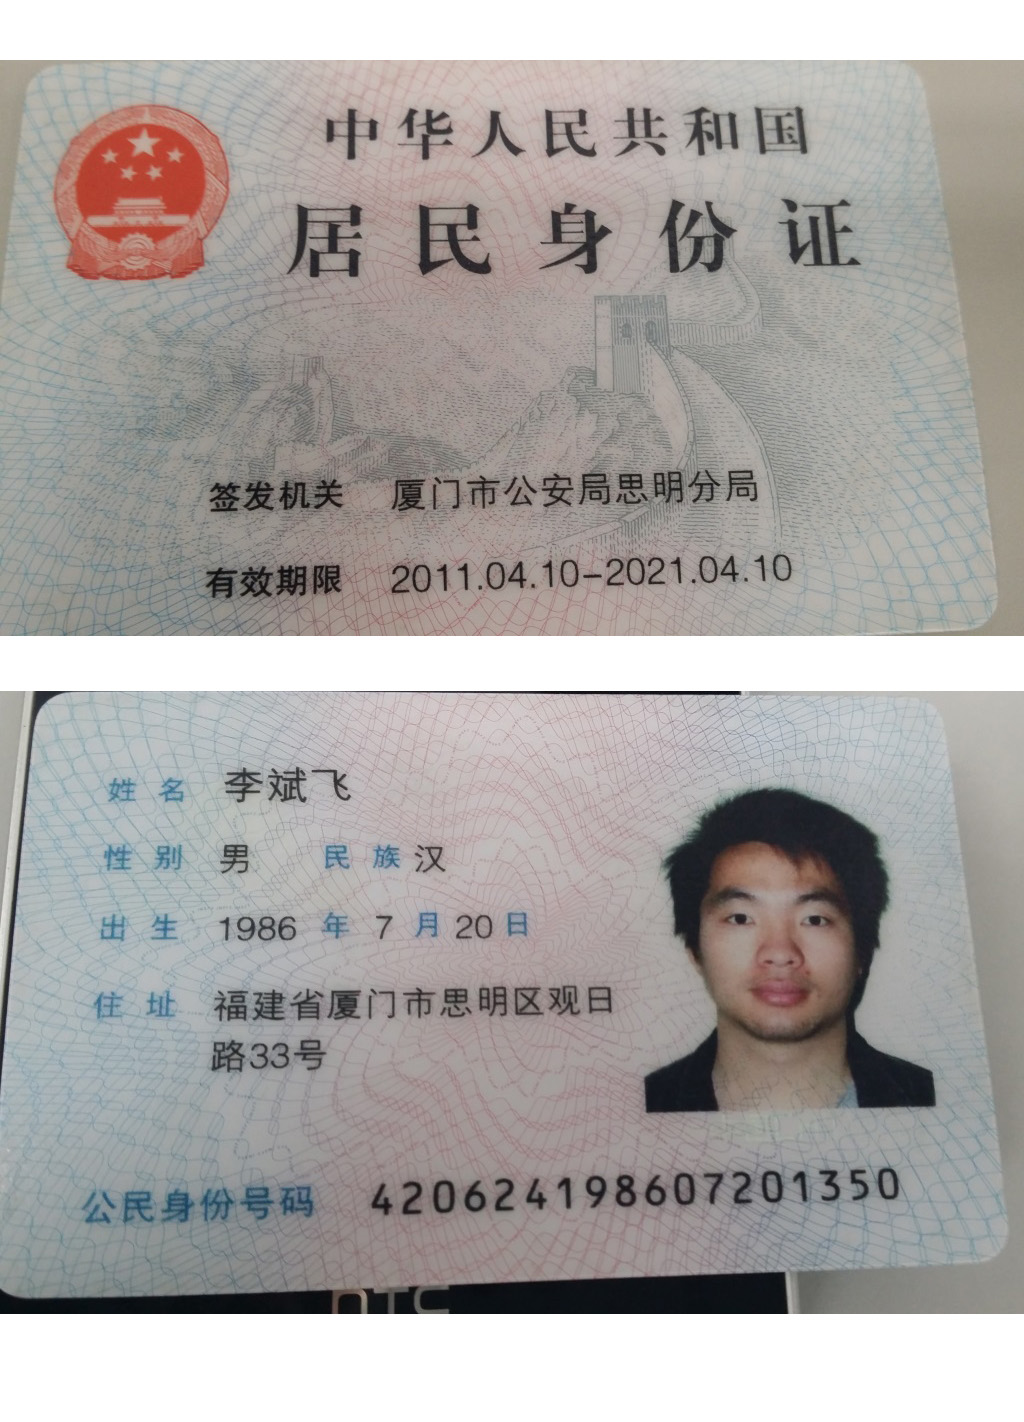 中华人民共和国
居民身份证
签发机关 厦门市公安局思明分局
有效期限 2011.04.10-2021.04.10
姓名 李斌飞
性别 男 民族 汉
出生 1986 年 7 月 20 日
住址 福建省厦门市思明区观日
路33号
公民身份号码 420624198607201350
hTC